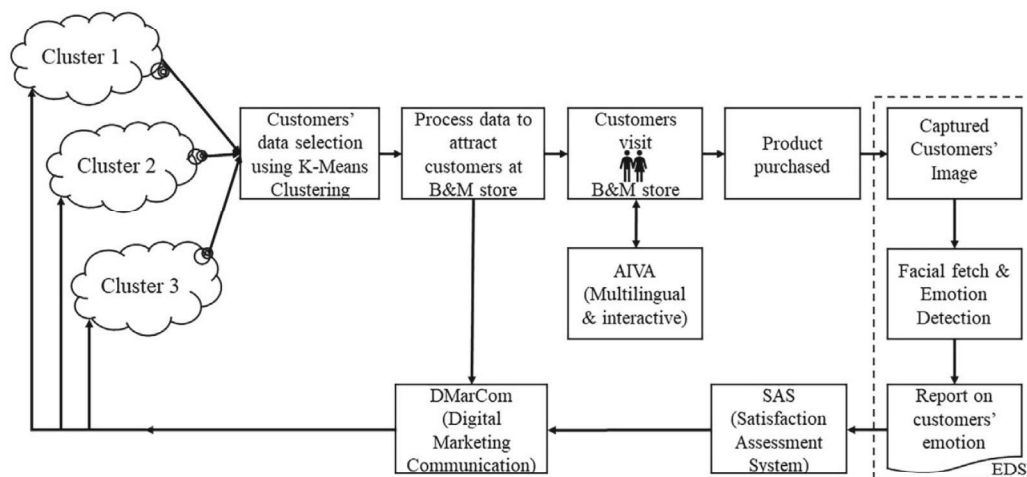 Cluster 1
Cluster 2
Cluster 3
Customers’
data selection
using K-Means
Clustering
Process data to
attract
customers at
B&M store
Customers
visit
B&M store
Product
purchased
Captured
Customers’
Image
AIVA
(Multilingual
& interactive)
Facial fetch &
Emotion
Detection
DMarCom
(Digital
Marketing
Communication)
SAS
(Satisfaction
Assessment
System)
Report on
customers’
emotion
EDS